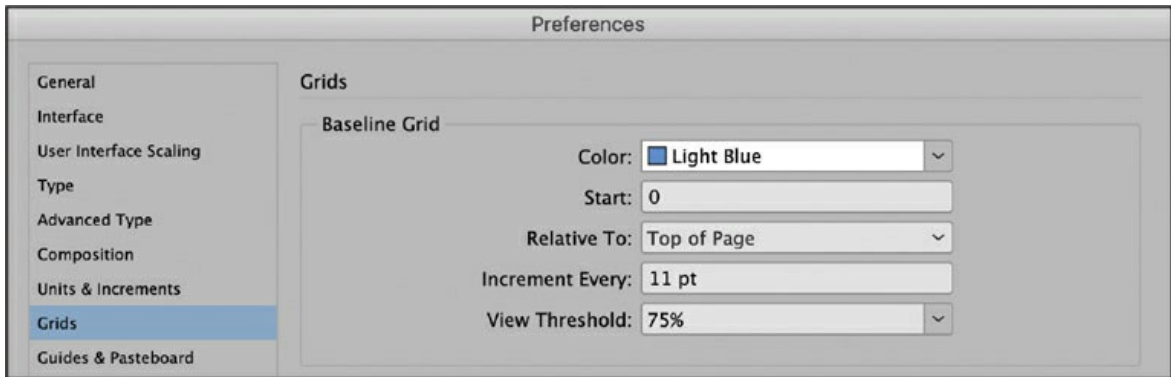 Preferences
General
Interface
User Interface Scaling
Type
Advanced Type
Composition
Units & Increments
Grids
Guides & Pasteboard
Grids
Baseline Grid
Color: Light Blue
Start: 0
Relative To: Top of Page
Increment Every: 11 pt
View Threshold: 75%